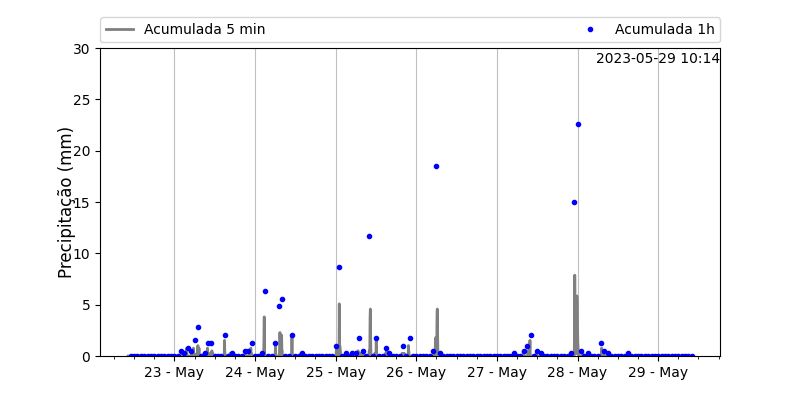 Acumulada 5 min
Acumulada 1h
2023-05-29 10:14
Precipitação (mm)
30
25
20
15
10
5
0
23 - May
24 - May
25 - May
26 - May
27 - May
28 - May
29 - May